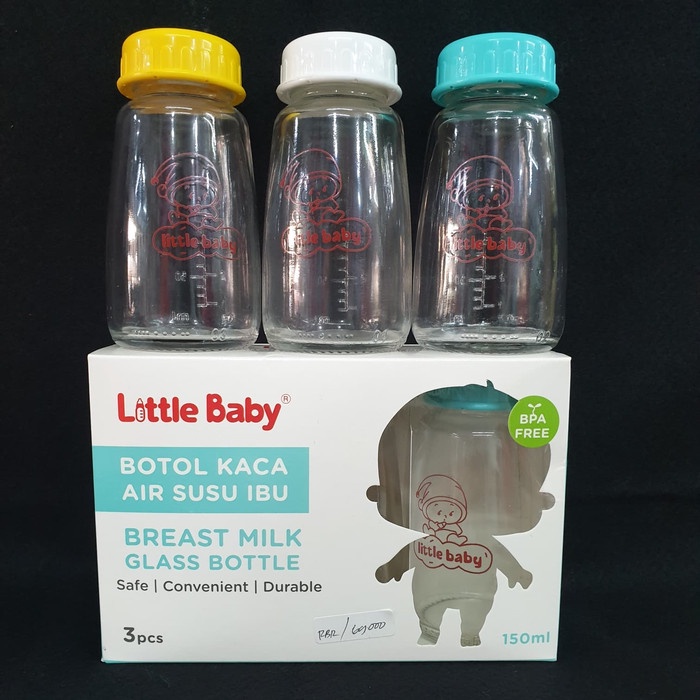 little baby
little baby
little baby
Little Baby®
BPA
FREE
BOTOL KACA
AIR SUSU IBU
BREAST MILK
GLASS BOTTLE
Safe | Convenient | Durable
little baby
3pcs
150ml